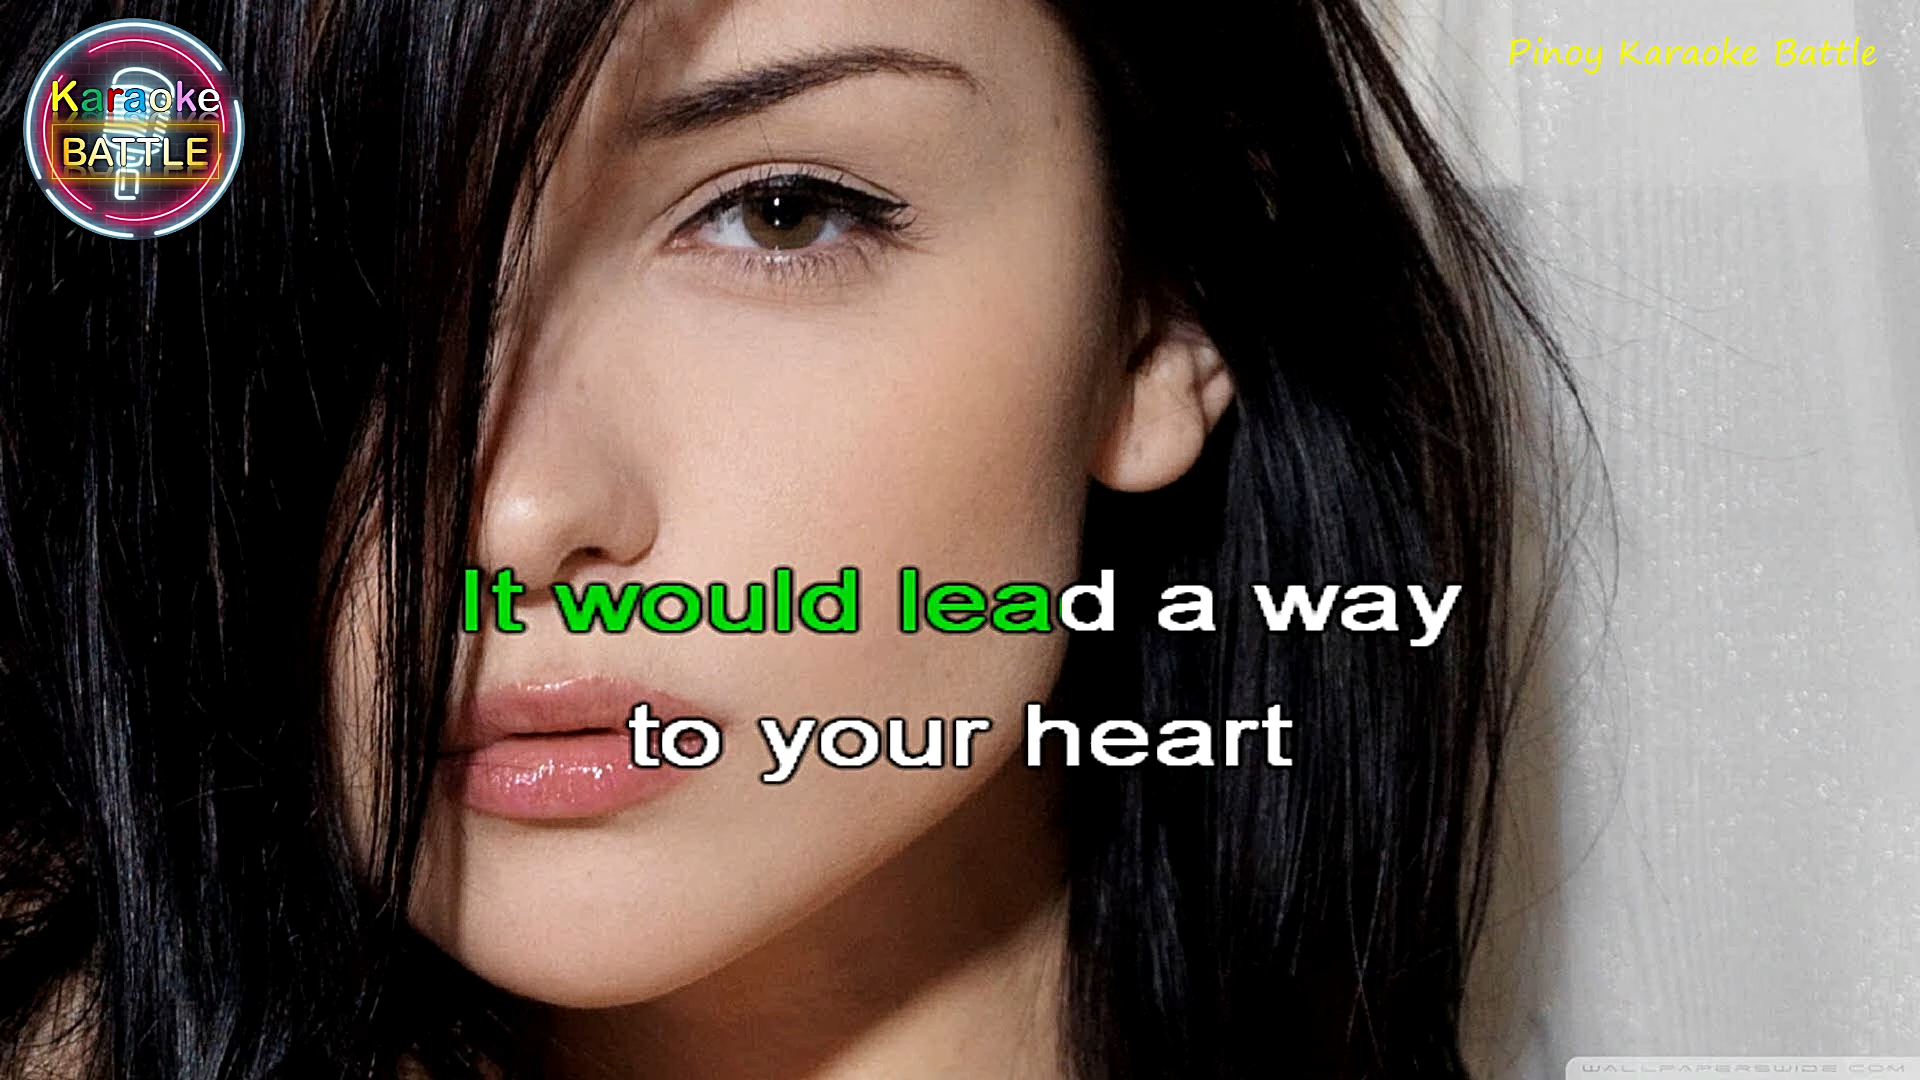 Karaoke
BATTLE
Pinoy Karaoke Battle
It would lead a way
to your heart
WALLPAPERSWIDE.COM